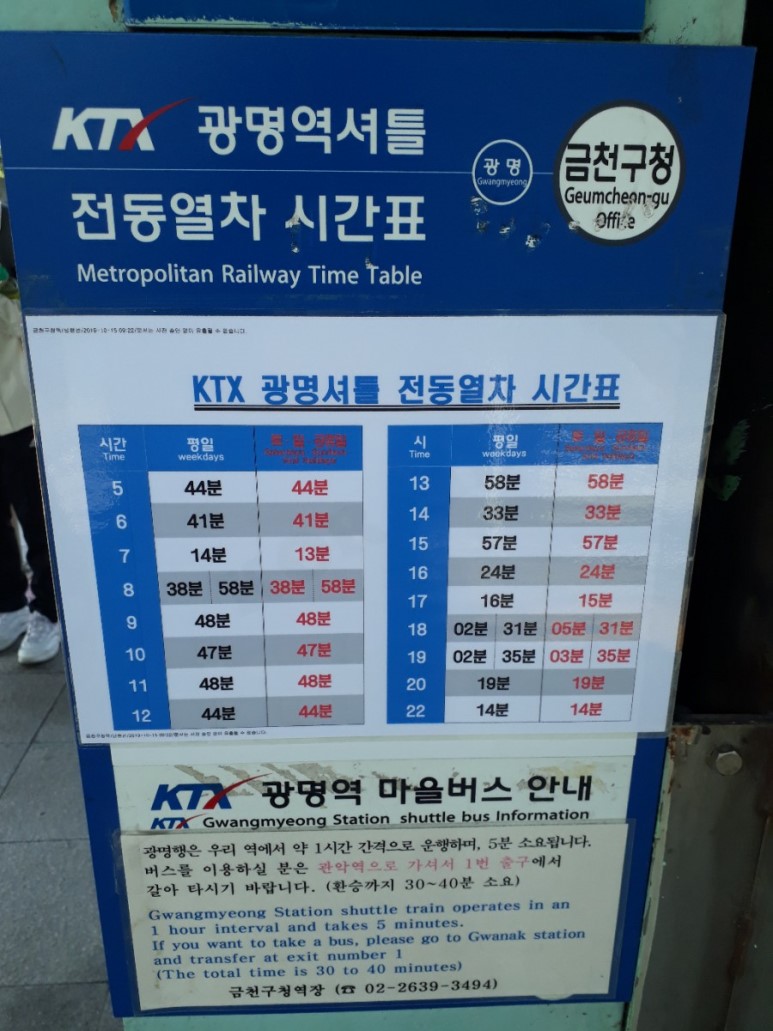 KTX 광명역셔틀
전동열차 시간표
Metropolitan Railway Time Table
광명
Gwangmyeong
금천구청
Geumcheon-gu
Office
KTX 광명셔틀 전동열차 시간표
시간 Time 평일 weekdays
5 44분 44분
6 41분 41분
7 14분 13분
8 38분 58분 38분 58분
9 48분 48분
10 47분 47분
11 48분 48분
12 44분 44분
시 Time 평일 weekdays
13 58분 58분
14 33분 33분
15 57분 57분
16 24분 24분
17 16분 15분
18 02분 31분 05분 31분
19 02분 35분 03분 35분
20 19분 19분
22 14분 14분
KTX 광명역 마을버스 안내
KTX Gwangmyeong Station shuttle bus Information
광명행은 우리 역에서 약 1시간 간격으로 운행하며, 5분 소요됩니다.
버스를 이용하실 분은 관악역으로 가셔서 1번 출구에서
갈아 타시기 바랍니다. (환승까지 30~40분 소요)
Gwangmyeong Station shuttle train operates in an
1 hour interval and takes 5 minutes.
If you want to take a bus, please go to Gwanak station
and transfer at exit number 1
(The total time is 30 to 40 minutes)
금천구청역장 (☎ 02-2639-3494)